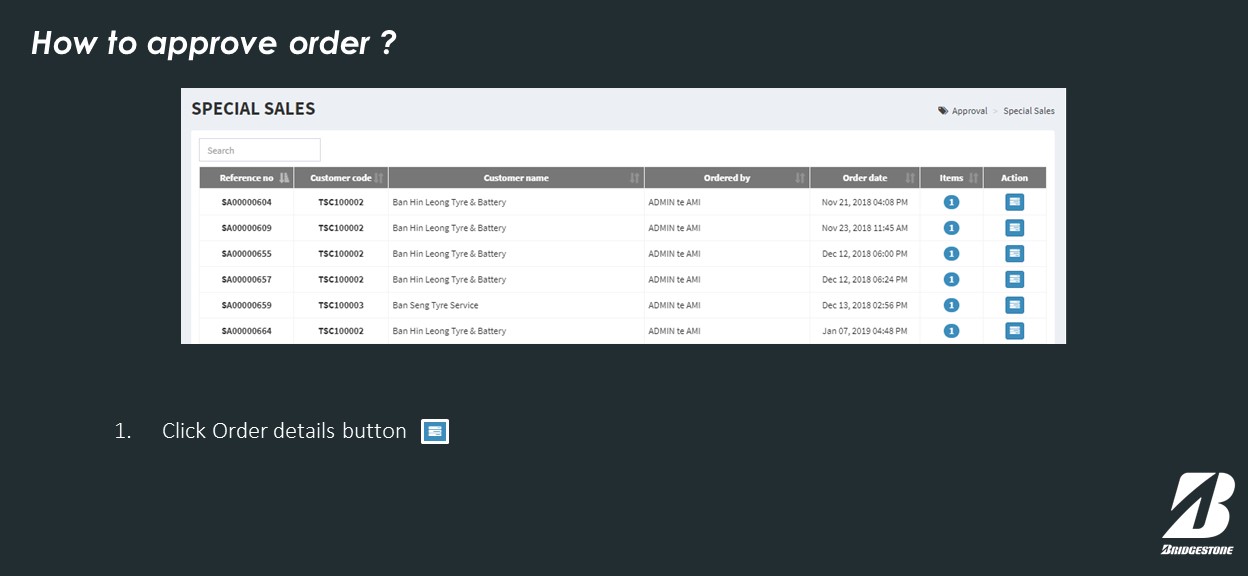 How to approve order ?
SPECIAL SALES
Approval > Special Sales
Search
Reference no Customer code Customer name Ordered by Order date Items Action
SA00000604 TSC100002 Ban Hin Leong Tyre & Battery ADMIN te AMI Nov 21, 2018 04:08 PM 1
SA00000609 TSC100002 Ban Hin Leong Tyre & Battery ADMIN te AMI Nov 23, 2018 11:45 AM 1
SA00000655 TSC100002 Ban Hin Leong Tyre & Battery ADMIN te AMI Dec 12, 2018 06:00 PM 1
SA00000657 TSC100002 Ban Hin Leong Tyre & Battery ADMIN te AMI Dec 12, 2018 06:24 PM 1
SA00000659 TSC100003 Ban Seng Tyre Service ADMIN te AMI Dec 13, 2018 02:56 PM 1
SA00000664 TSC100002 Ban Hin Leong Tyre & Battery ADMIN te AMI Jan 07, 2019 04:48 PM 1
1. Click Order details button
B
BRIDGESTONE